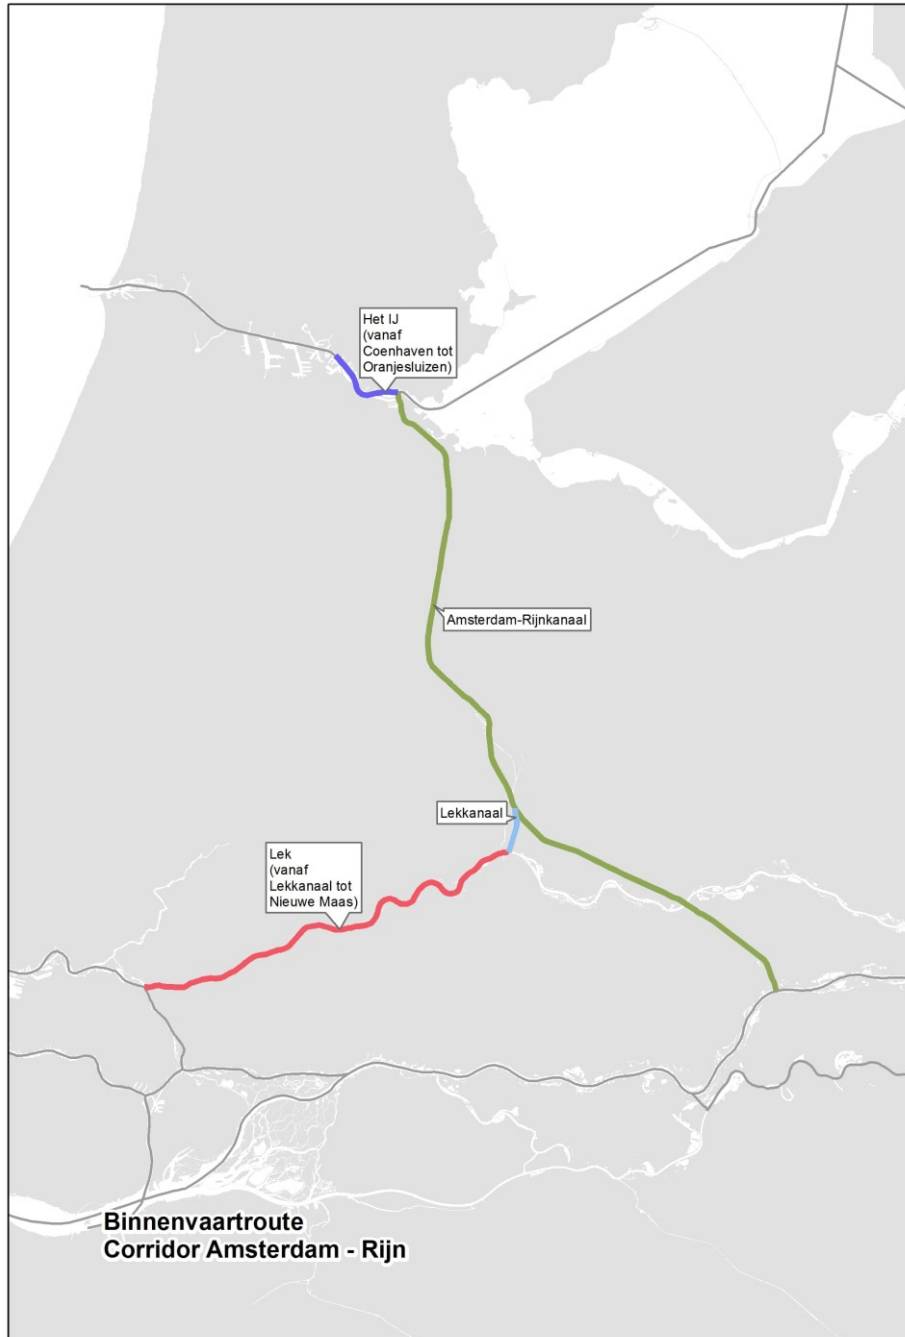 Het IJ
(vanaf
Coenhaven tot
Oranjesluizen)
Amsterdam-Rijnkanaal
Lekkanaal
Lek
(vanaf
Lekkanaal tot
Nieuwe Maas)
Binnenvaartroute
Corridor Amsterdam - Rijn